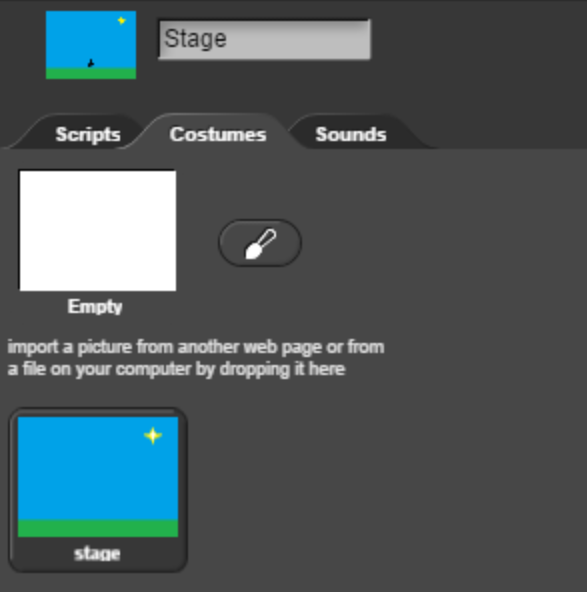 Stage
Scripts Costumes Sounds
Empty
import a picture from another web page or from
a file on your computer by dropping it here
stage